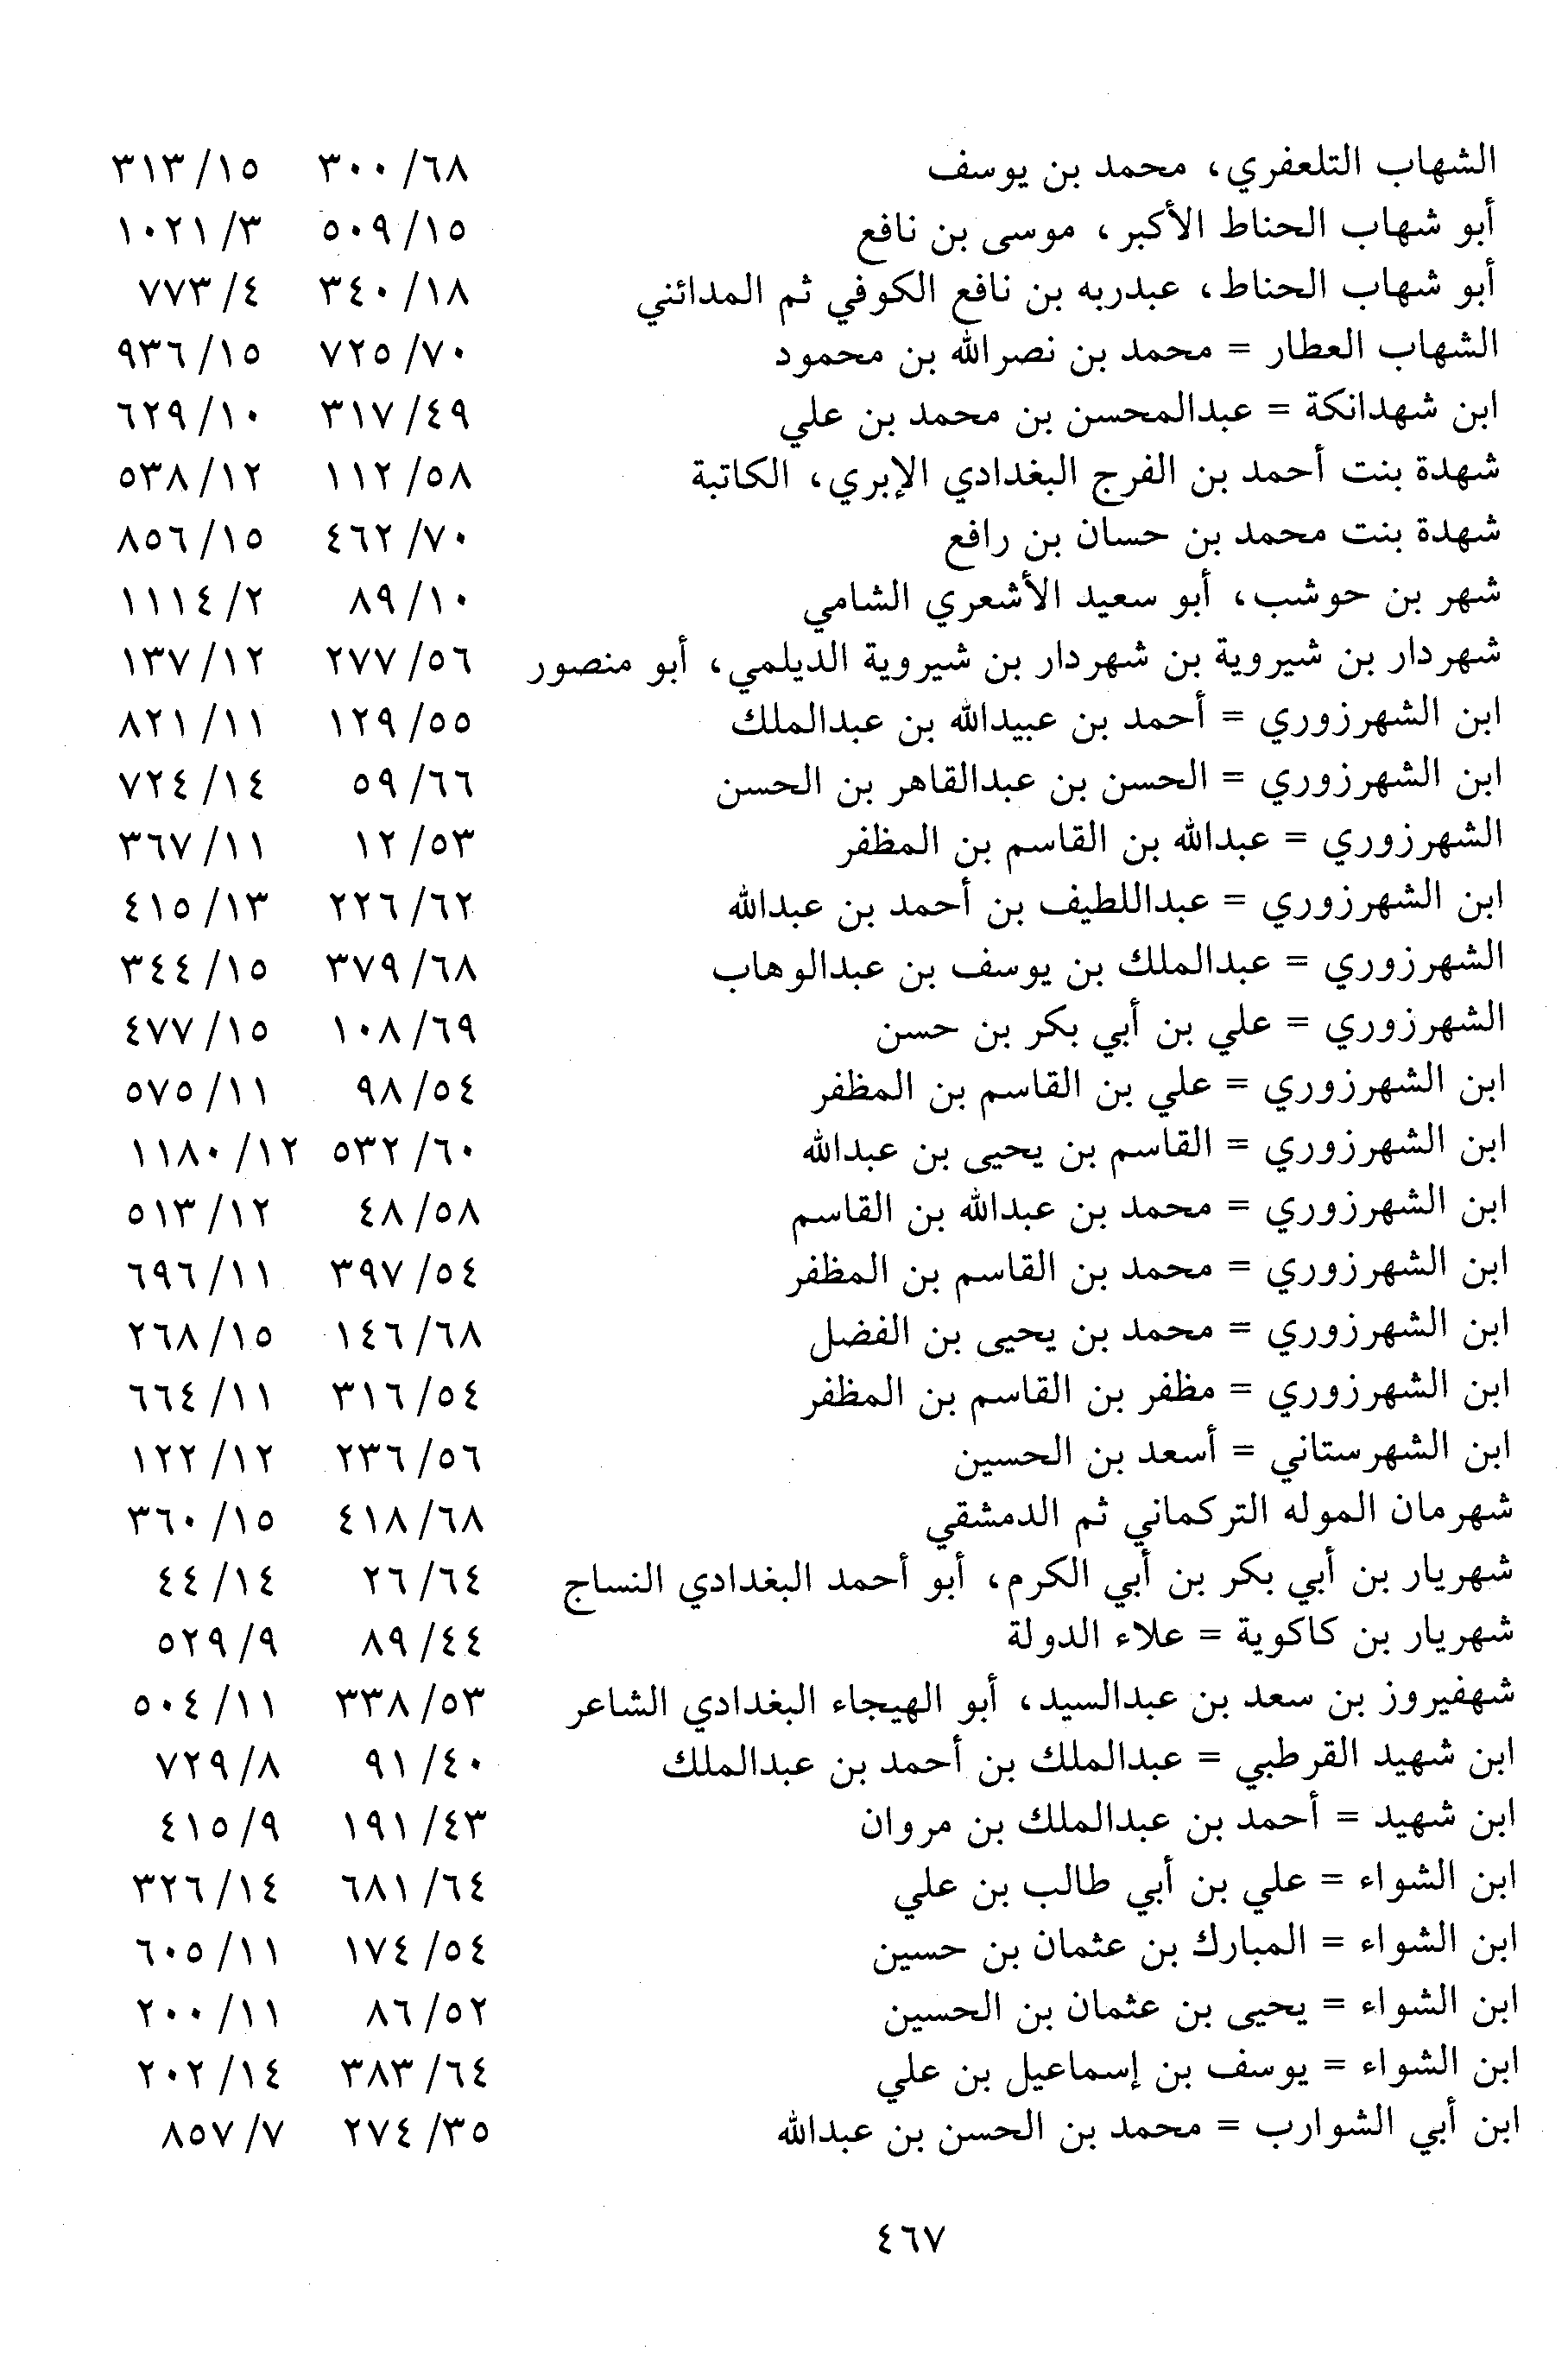 الشهاب التلعفري، محمد بن يوسف ٦٨/ ٣٠٠ ١٥/ ٣١٣
أبو شهاب الحناط الأكبر، موسى بن نافع ١٥/ ٥٠٩ ٣/ ١٠٢١
أبو شهاب الحناط، عبدربه بن نافع الكوفي ثم المدائني ١٨/ ٣٤٠ ٤/ ٧٧٣
الشهاب العطار = محمد بن نصرالله بن محمود ٧٠/ ٧٢٥ ١٥/ ٩٣٦
ابن شهدانكة = عبدالمحسن بن محمد بن علي ٤٩/ ٣١٧ ١٠/ ٦٢٩
شهدة بنت أحمد بن الفرج البغدادي الإبري، الكاتبة ٥٨/ ١١٢ ١٢/ ٥٣٨
شهدة بنت محمد بن حسان بن رافع ٧٠/ ٤٦٢ ١٥/ ٨٥٦
شهر بن حوشب، أبو سعيد الأشعري الشامي ١٠/ ٨٩ ٢/ ١١١٤
شهردار بن شيروية بن شهردار بن شيروية الديلمي، أبو منصور ٥٦/ ٢٧٧ ١٢/ ١٣٧
ابن الشهرزوري = أحمد بن عبيدالله بن عبدالملك ٥٥/ ١٢٩ ١١/ ٨٢١
ابن الشهرزوري = الحسن بن عبدالقاهر بن الحسن ٦٦/ ٥٩ ١٤/ ٧٢٤
الشهرزوري = عبدالله بن القاسم بن المظفر ٥٣/ ١٢ ١١/ ٣٦٧
ابن الشهرزوري = عبداللطيف بن أحمد بن عبدالله ٦٢/ ٢٢٦ ١٣/ ٤١٥
الشهرزوري = عبدالملك بن يوسف بن عبدالوهاب ٦٨/ ٣٧٩ ١٥/ ٣٤٤
الشهرزوري = علي بن أبي بكر بن حسن ٦٩/ ١٠٨ ١٥/ ٤٧٧
ابن الشهرزوري = علي بن القاسم بن المظفر ٥٤/ ٩٨ ١١/ ٥٧٥
ابن الشهرزوري = القاسم بن يحيى بن عبدالله ٦٠/ ٥٣٢ ١٢/ ١١٨٠
ابن الشهرزوري = محمد بن عبدالله بن القاسم ٥٨/ ٤٨ ١٢/ ٥١٣
ابن الشهرزوري = محمد بن القاسم بن المظفر ٥٤/ ٣٩٧ ١١/ ٦٩٦
ابن الشهرزوري = محمد بن يحيى بن الفضل ٦٨/ ١٤٦ ١٥/ ٢٦٨
ابن الشهرزوري = مظفر بن القاسم بن المظفر ٥٤/ ٣١٦ ١١/ ٦٦٤
ابن الشهرستاني = أسعد بن الحسين ٥٦/ ٢٣٦ ١٢/ ١٢٢
شهرمان الموله التركماني ثم الدمشقي ٦٨/ ٤١٨ ١٥/ ٣٦٠
شهريار بن أبي بكر بن أبي الكرم، أبو أحمد البغدادي النساج ٦٤/ ٢٦ ١٤/ ٤٤
شهريار بن كاكوية = علاء الدولة ٤٤/ ٨٩ ٩/ ٥٢٩
شهفيروز بن سعد بن عبدالسيد، أبو الهيجاء البغدادي الشاعر ٥٣/ ٣٣٨ ١١/ ٥٠٤
ابن شهيد القرطبي = عبدالملك بن أحمد بن عبدالملك ٤٠/ ٩١ ٨/ ٧٢٩
ابن شهيد = أحمد بن عبدالملك بن مروان ٤٣/ ١٩١ ٩/ ٤١٥
ابن الشواء = علي بن أبي طالب بن علي ٦٤/ ٦٨١ ١٤/ ٣٢٦
ابن الشواء = المبارك بن عثمان بن حسين ٥٤/ ١٧٤ ١١/ ٦٠٥
ابن الشواء = يحيى بن عثمان بن الحسين ٥٢/ ٨٦ ١١/ ٢٠٠
ابن الشواء = يوسف بن إسماعيل بن علي ٦٤/ ٣٨٣ ١٤/ ٢٠٢
ابن أبي الشوارب = محمد بن الحسن بن عبدالله ٣٥/ ٢٧٤ ٧/ ٨٥٧
٤٦٧